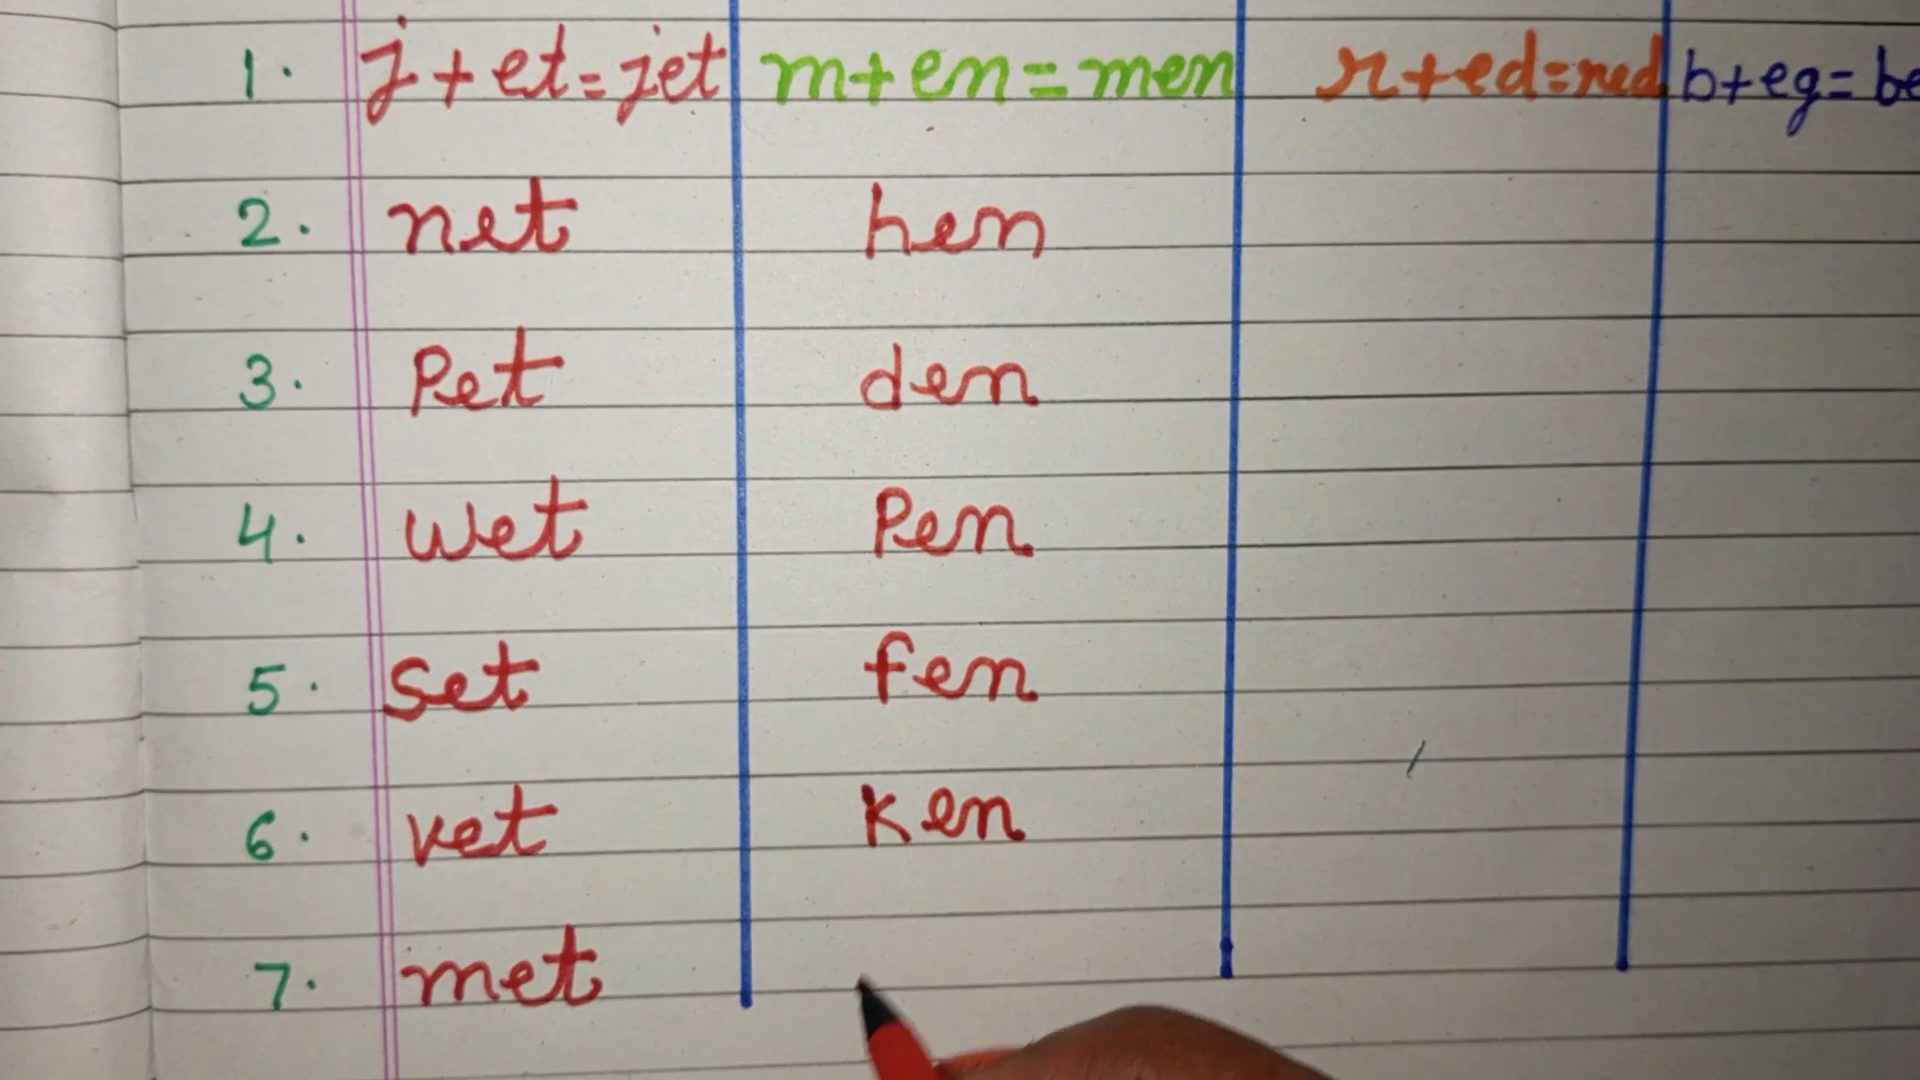 1. j+et=jet m+en=men r+ed=red b+eg=be
2. net hen
3. Pet den
4. wet Pen
5. set fen
6. vet Ken
7. met